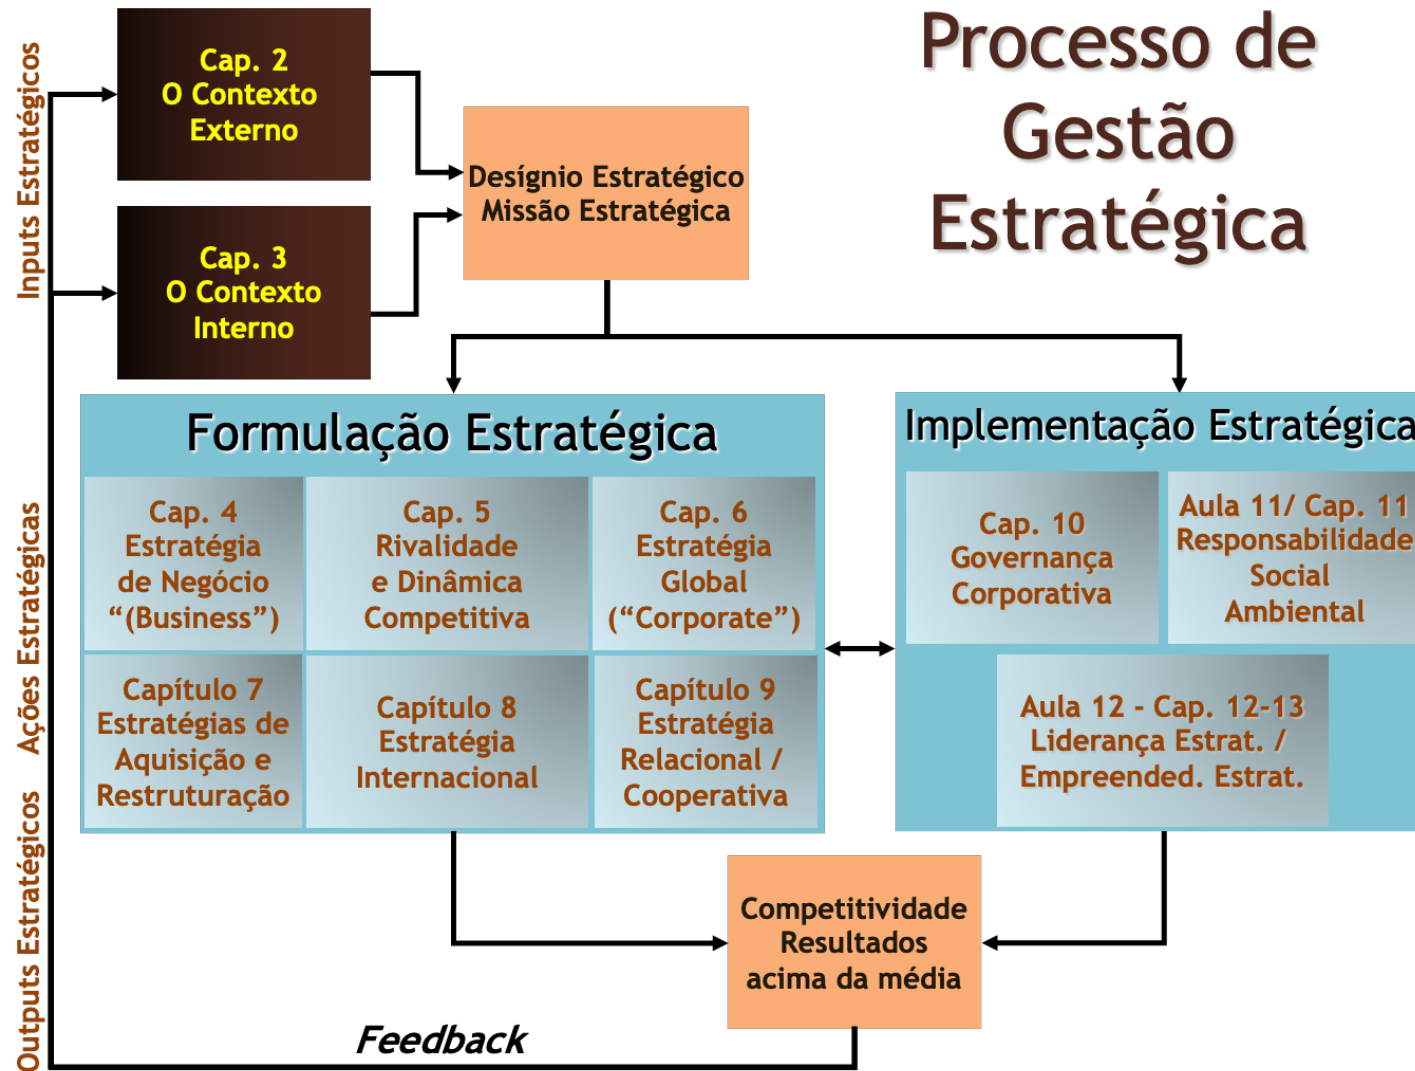 Processo de
Gestão
Estratégica
Inputs Estratégicos
Cap. 2
O Contexto
Externo
Cap. 3
O Contexto
Interno
Desígnio Estratégico
Missão Estratégica
Ações Estratégicas
Formulação Estratégica
Cap. 4
Estratégia
de Negócio
“(Business”)
Cap. 5
Rivalidade
e Dinâmica
Competitiva
Cap. 6
Estratégia
Global
(“Corporate”)
Capítulo 7
Estratégias de
Aquisição e
Restruturação
Capítulo 8
Estratégia
Internacional
Capítulo 9
Estratégia
Relacional /
Cooperativa
Implementação Estratégica
Cap. 10
Governança
Corporativa
Aula 11/ Cap. 11
Responsabilidade
Social
Ambiental
Aula 12 - Cap. 12-13
Liderança Estrat. /
Empreended. Estrat.
Outputs Estratégicos
Competitividade
Resultados
acima da média
Feedback